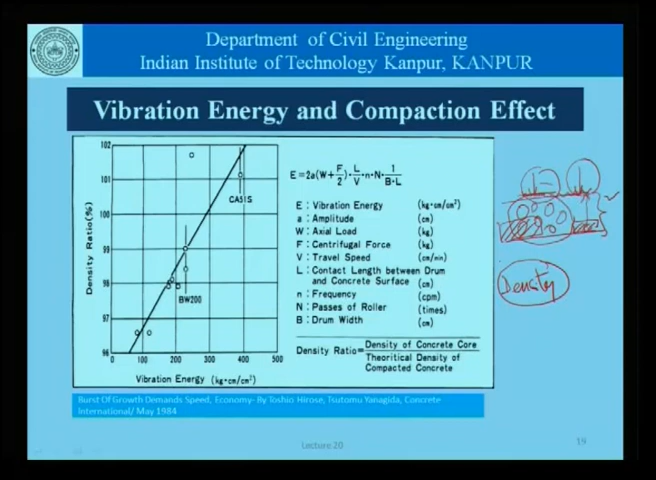 Department of Civil Engineering
Indian Institute of Technology Kanpur, KANPUR
Vibration Energy and Compaction Effect
102
101
100
99
98
97
96
Density Ratio(%)
CA51S
BW200
0
100
200
300
400
500
Vibration Energy (kg·cm/cm²)
E=2a(W+F/2)·L/V·n·N·1/B·L
E : Vibration Energy (kg·cm/cm²)
a : Amplitude (cm)
W : Axial Load (kg)
F : Centrifugal Force (kg)
V : Travel Speed (cm/min)
L : Contact Length between Drum
and Concrete Surface (cm)
n : Frequency (cpm)
N : Passes of Roller (times)
B : Drum Width (cm)
Density Ratio= Density of Concrete Core
Theoritical Density of
Compacted Concrete
Density
Burst Of Growth Demands Speed, Economy- By Toshio Hirose, Tsutomu Yanagida, Concrete
International/ May 1984
Lecture 20
19